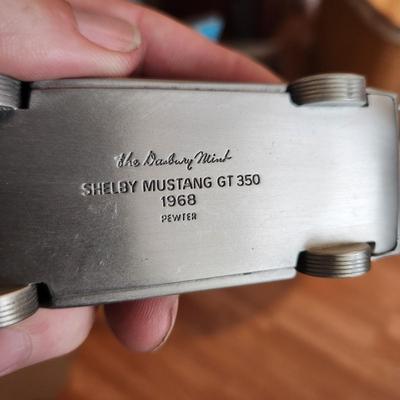 The Danbury Mint
SHELBY MUSTANG GT 350
1968
PEWTER